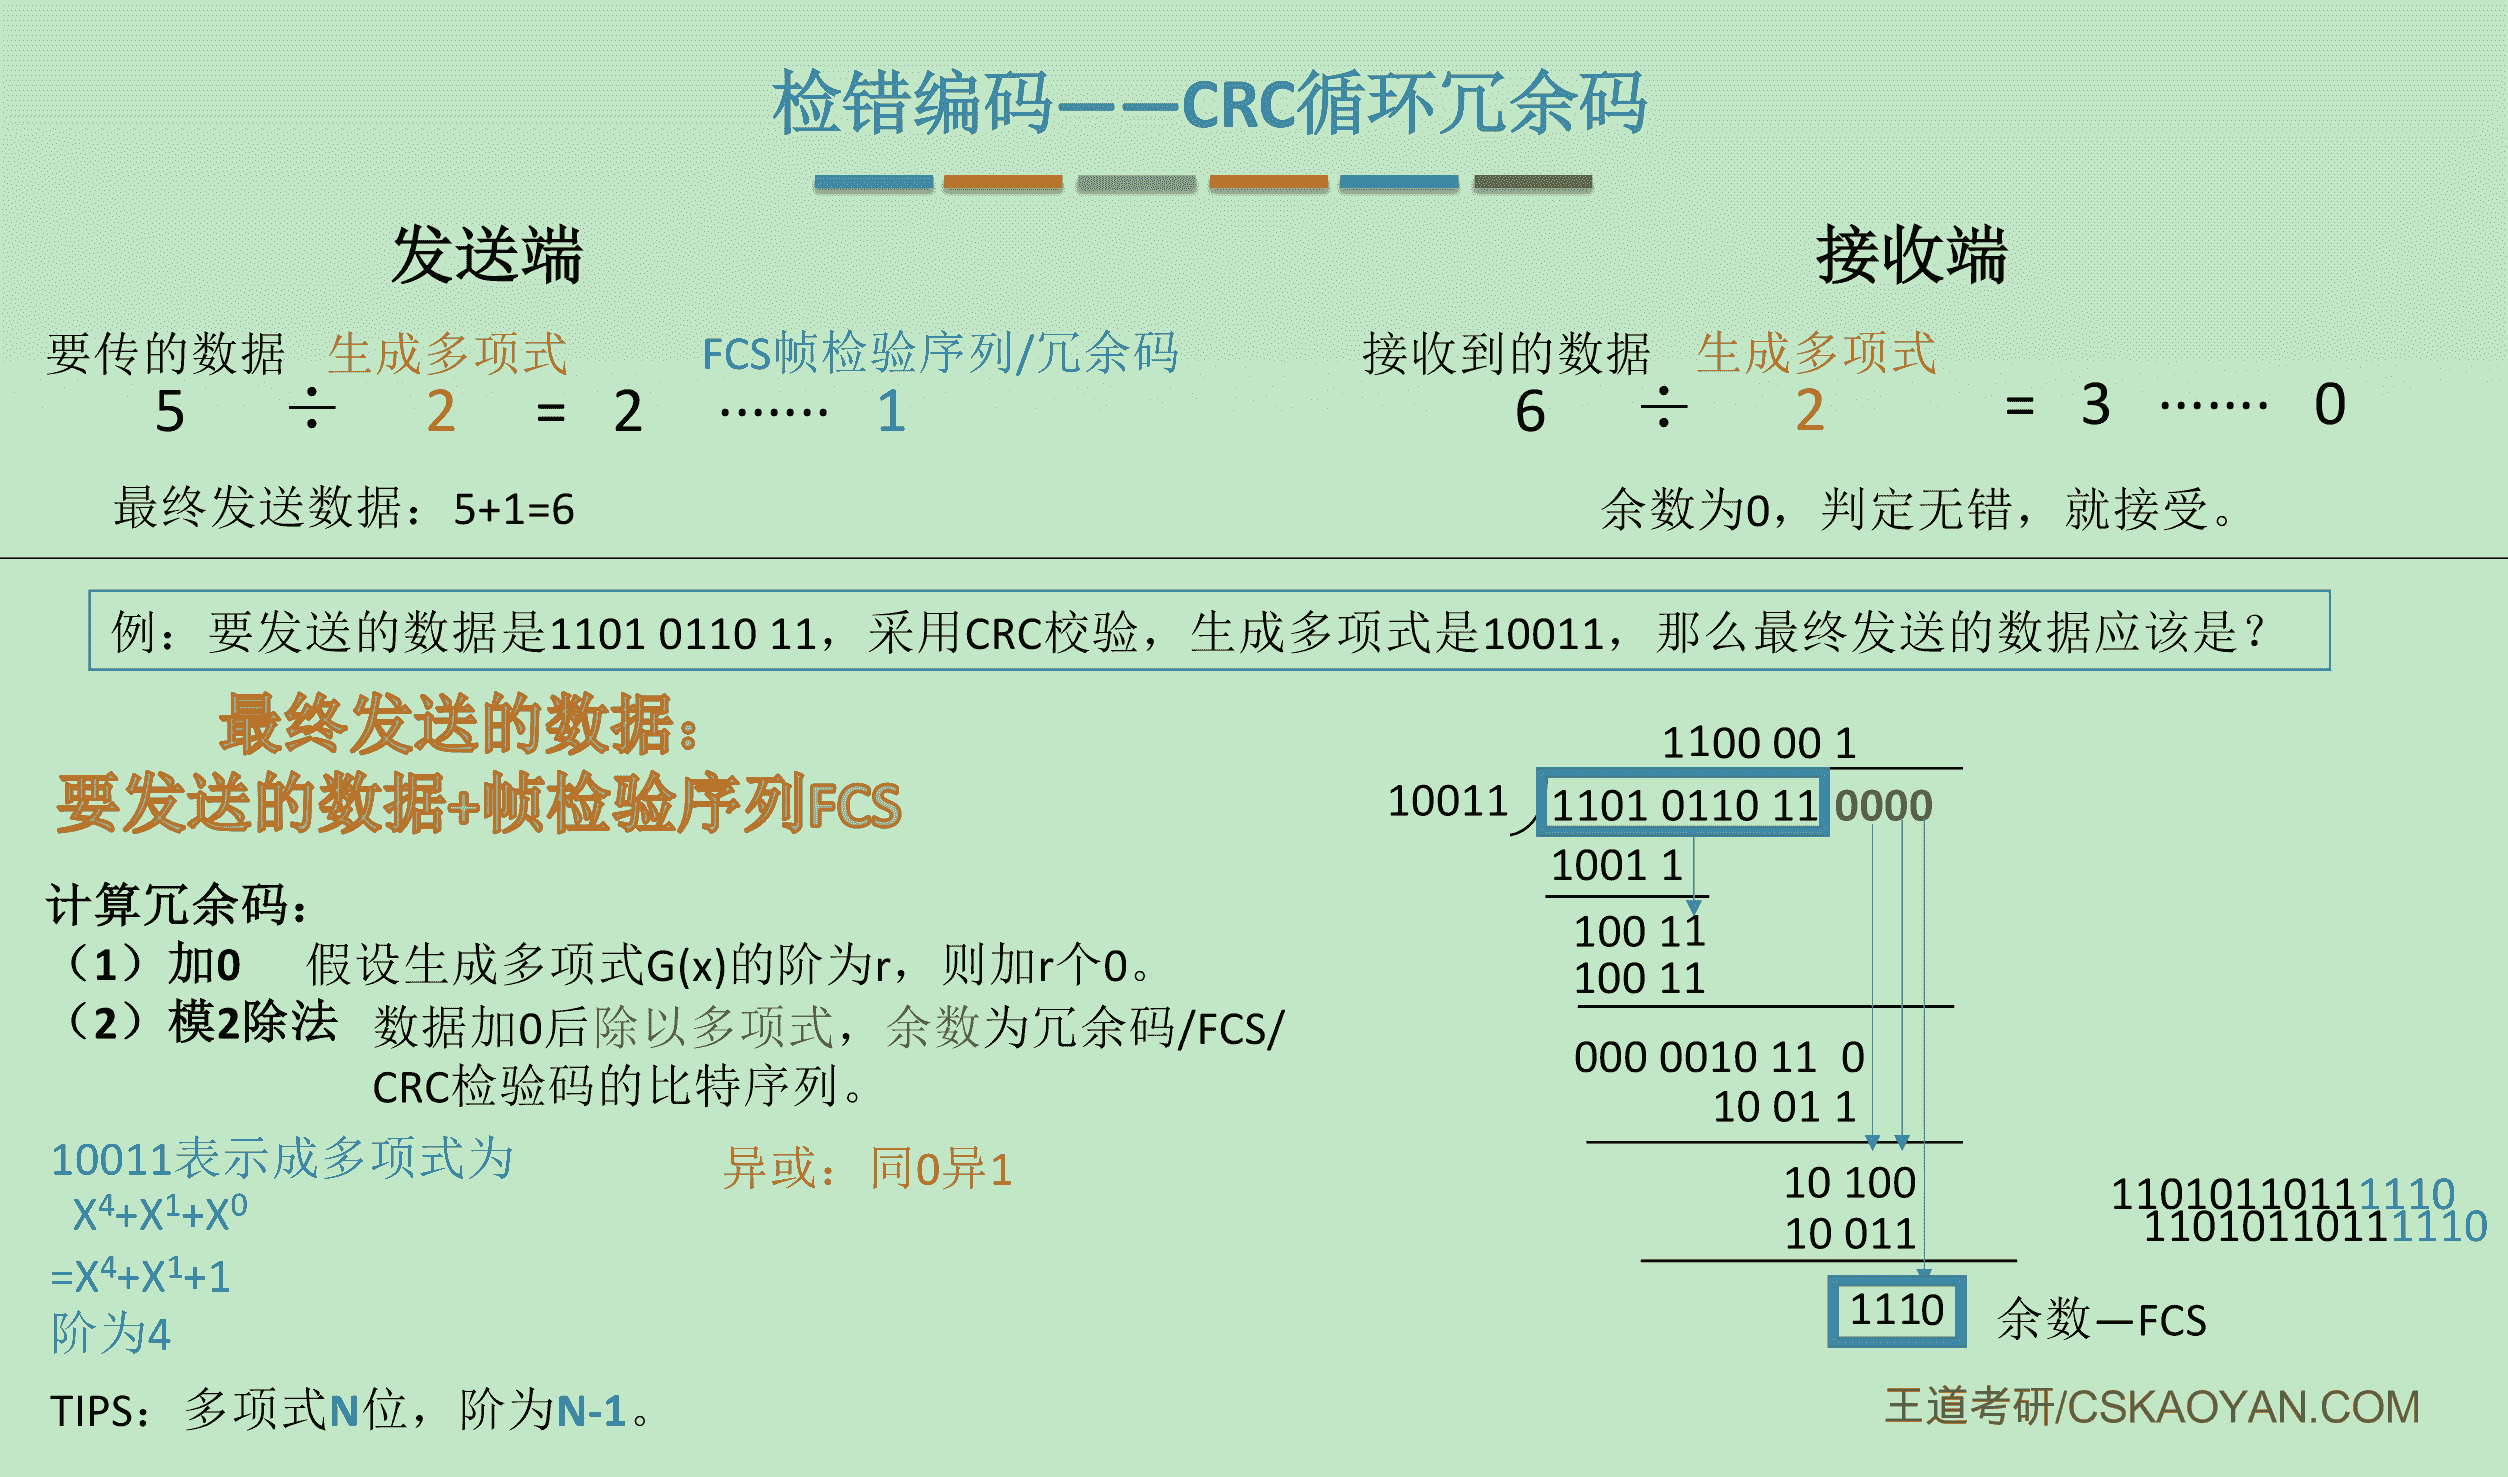 检错编码——CRC循环冗余码
发送端
接收端
要传的数据 生成多项式 FCS帧检验序列/冗余码
5 ÷ 2 = 2 ······· 1
最终发送数据：5+1=6
接收到的数据 生成多项式
6 ÷ 2 = 3 ······· 0
余数为0，判定无错，就接受。
例：要发送的数据是1101 0110 11，采用CRC校验，生成多项式是10011，那么最终发送的数据应该是？
最终发送的数据：
要发送的数据+帧检验序列FCS
计算冗余码：
（1）加0 假设生成多项式G(x)的阶为r，则加r个0。
（2）模2除法 数据加0后除以多项式，余数为冗余码/FCS/
CRC检验码的比特序列。
10011表示成多项式为
X⁴+X¹+X⁰
=X⁴+X¹+1
阶为4
异或：同0异1
TIPS：多项式N位，阶为N-1。
1100 00 1
10011 1101 0110 11 0000
1001 1
100 11
100 11
000 0010 11 0
10 01 1
10 100
10 011
1110 余数—FCS
11010110111110
11010110111110
王道考研/CSKAOYAN.COM